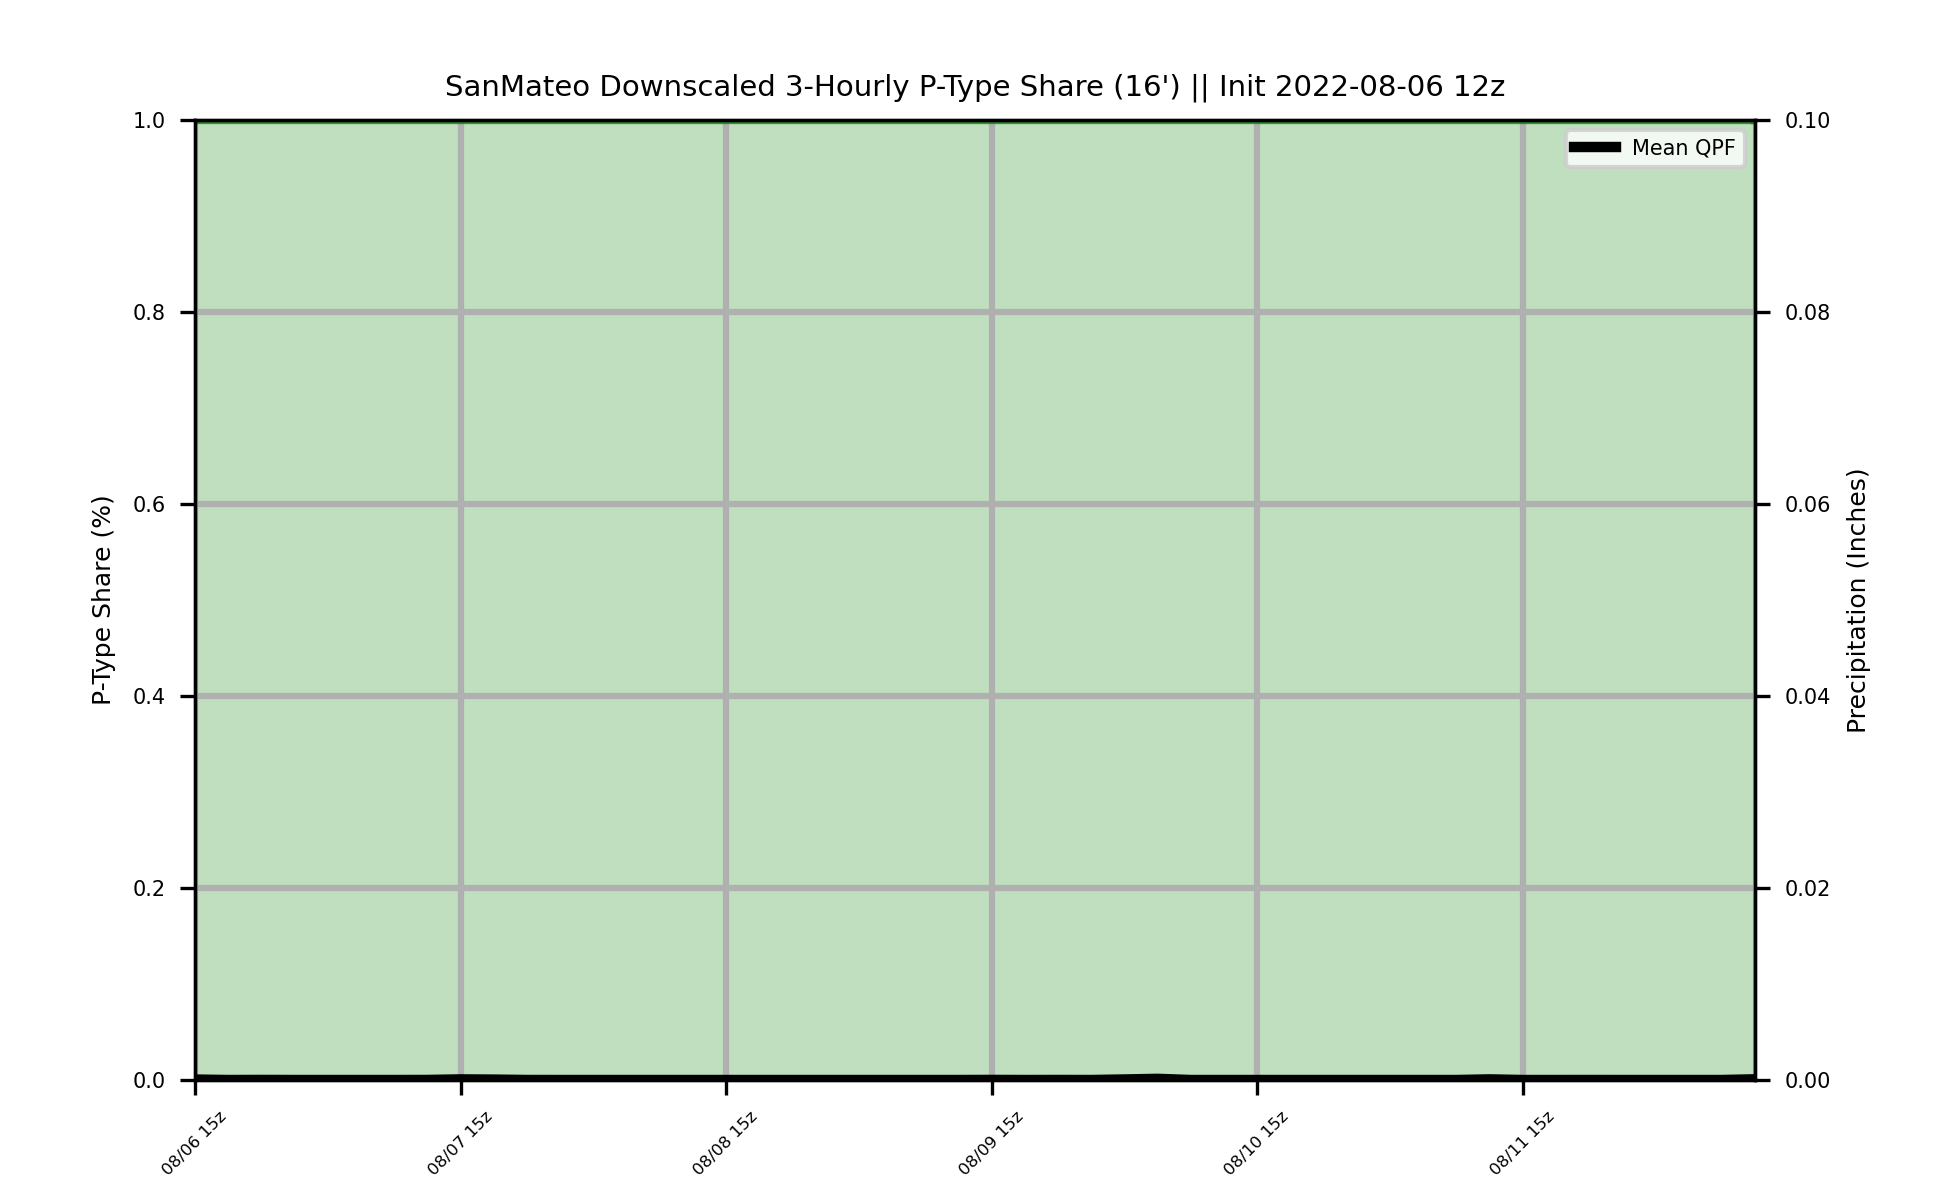 SanMateo Downscaled 3-Hourly P-Type Share (16') || Init 2022-08-06 12z
Mean QPF
P-Type Share (%)
1.0
0.8
0.6
0.4
0.2
0.0
0.10
0.08
0.06
0.04
0.02
0.00
Precipitation (Inches)
08/06 15z
08/07 15z
08/08 15z
08/09 15z
08/10 15z
08/11 15z